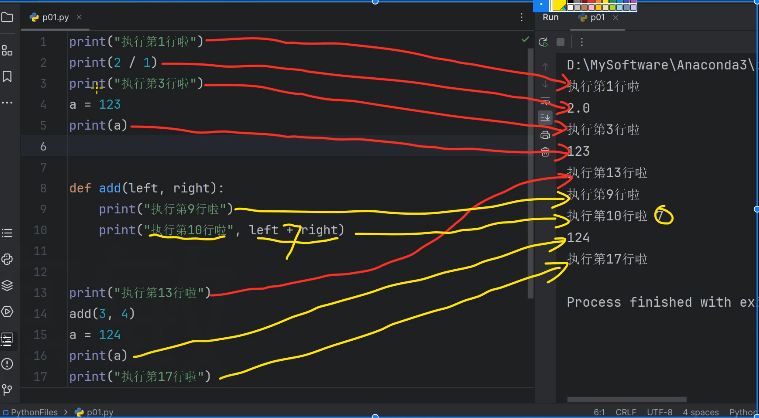 p01.py
Run
p01
1 print("执行第1行啦")
2 print(2 / 1)
3 print("执行第3行啦")
4 a = 123
5 print(a)
6
7
8 def add(left, right):
9 print("执行第9行啦")
10 print("执行第10行啦", left + right)
11
12
13 print("执行第13行啦")
14 add(3, 4)
15 a = 124
16 print(a)
17 print("执行第17行啦")
7
D:\MySoftware\Anaconda3\
执行第1行啦
2.0
执行第3行啦
123
执行第13行啦
执行第9行啦
执行第10行啦 7
124
执行第17行啦
Process finished with ex
PythonFiles > p01.py
6:1 CRLF UTF-8 4 spaces Python